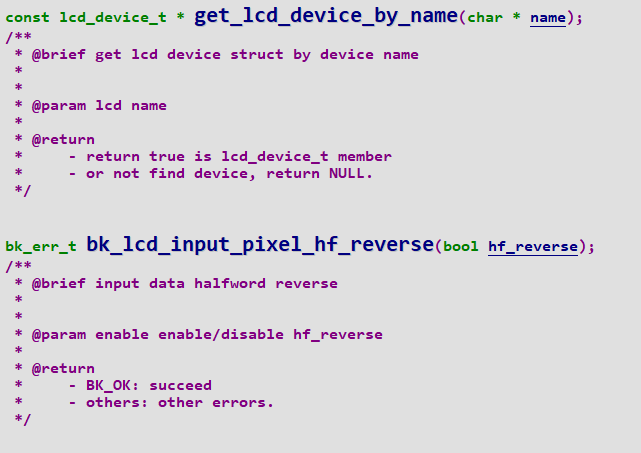 const lcd_device_t * get_lcd_device_by_name(char * name);
/**
 * @brief get lcd device struct by device name
 *
 *
 * @param lcd name
 *
 * @return
 *     - return true is lcd_device_t member
 *     - or not find device, return NULL.
 */
bk_err_t bk_lcd_input_pixel_hf_reverse(bool hf_reverse);
/**
 * @brief input data halfword reverse
 *
 *
 * @param enable enable/disable hf_reverse
 *
 * @return
 *     - BK_OK: succeed
 *     - others: other errors.
 */